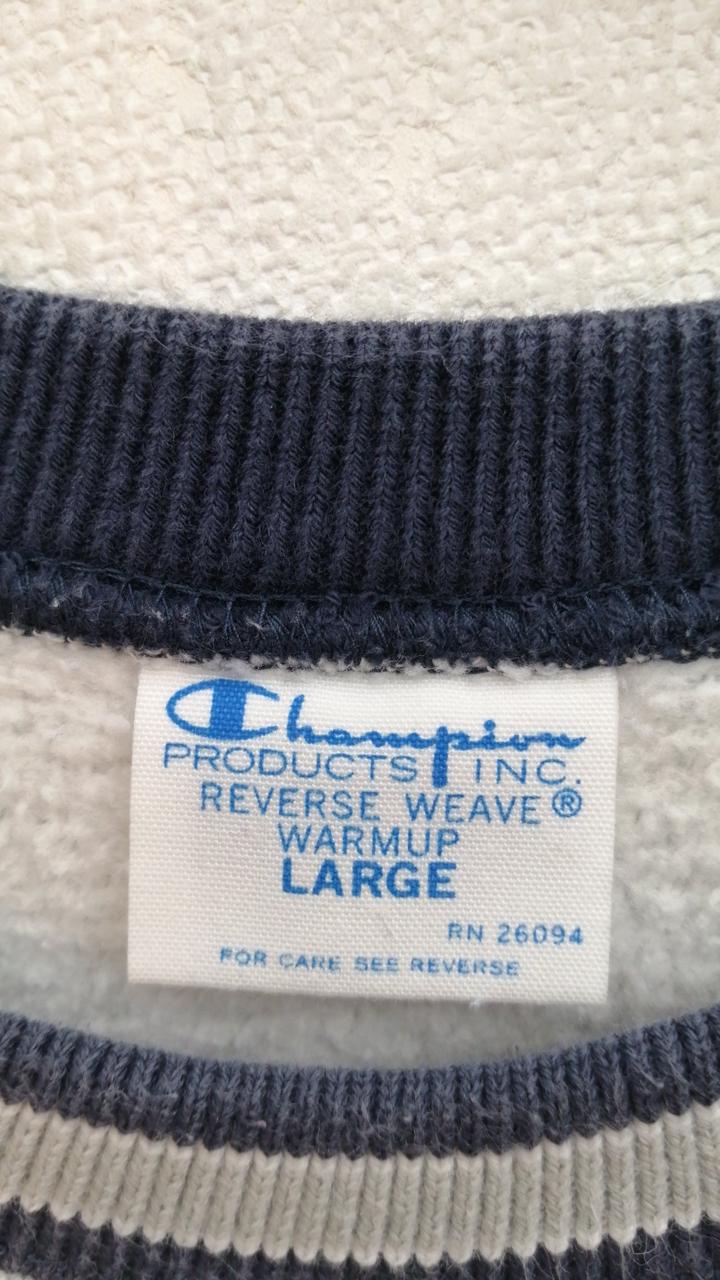 Champion
PRODUCTS INC.
REVERSE WEAVE®
WARMUP
LARGE
RN 26094
FOR CARE SEE REVERSE